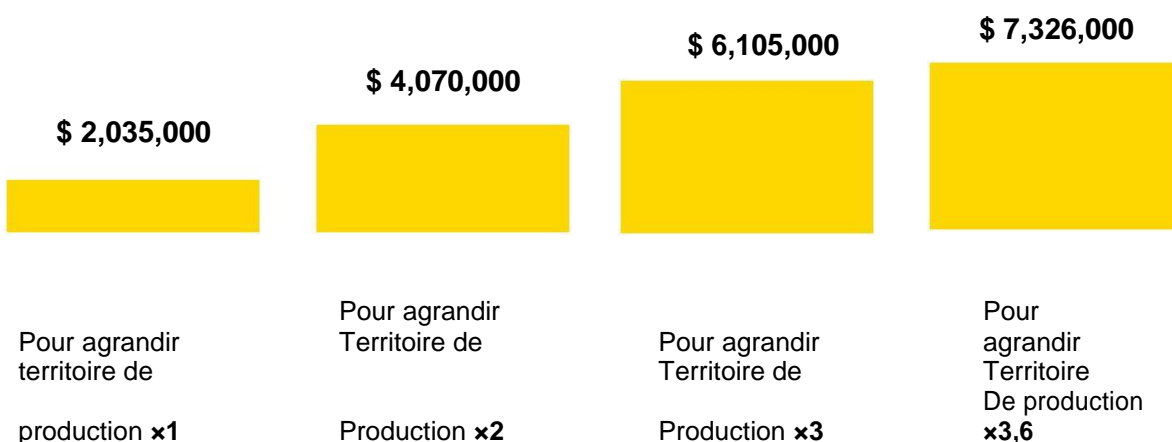 $ 2,035,000
Pour agrandir
territoire de
production ×1
$ 4,070,000
Pour agrandir
Territoire de
Production ×2
$ 6,105,000
Pour agrandir
Territoire de
Production ×3
$ 7,326,000
Pour
agrandir
Territoire
De production
×3,6